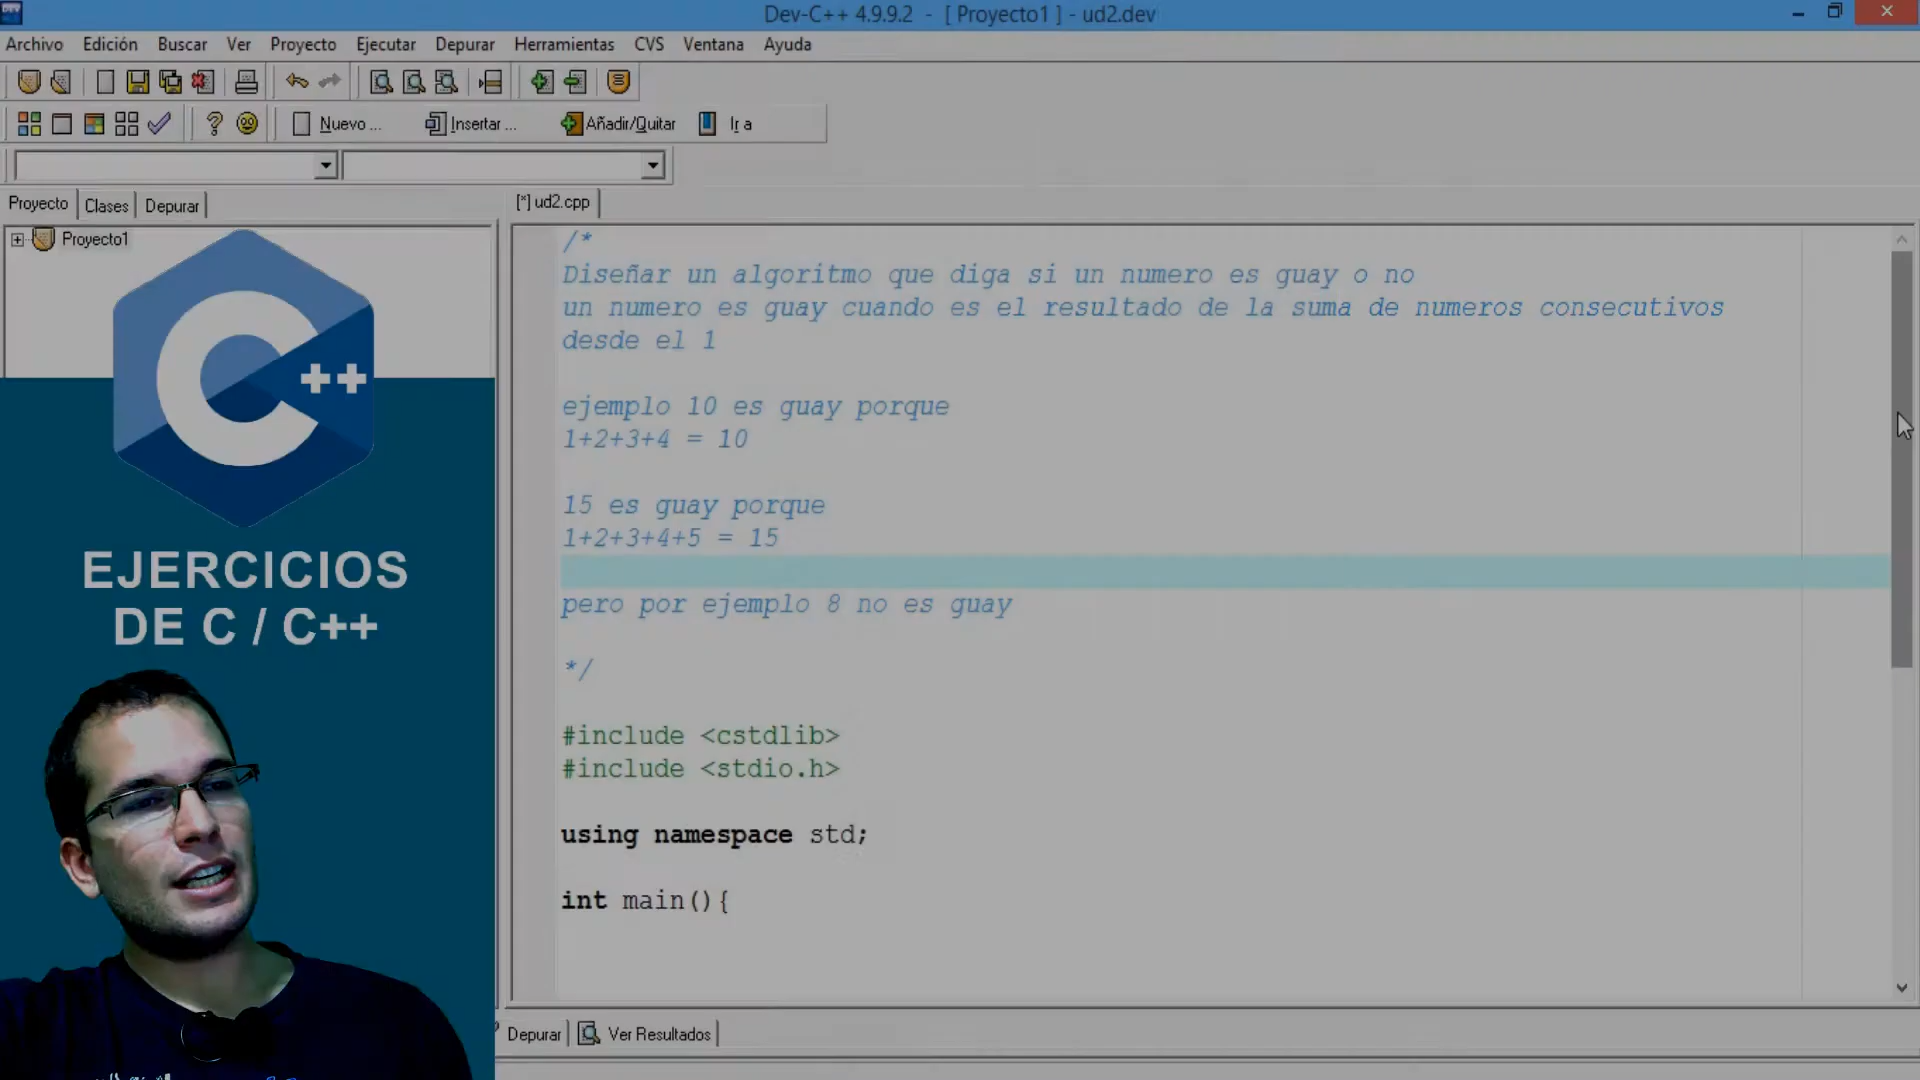 Dev-C++ 4.9.9.2 - [ Proyecto1 ] - ud2.dev
Archivo Edición Buscar Ver Proyecto Ejecutar Depurar Herramientas CVS Ventana Ayuda
Nuevo ... Insertar ... Añadir/Quitar Ir a
Proyecto Clases Depurar
[*] ud2.cpp
Proyecto1
C++
EJERCICIOS
DE C / C++
/*
Diseñar un algoritmo que diga si un numero es guay o no
un numero es guay cuando es el resultado de la suma de numeros consecutivos
desde el 1
ejemplo 10 es guay porque
1+2+3+4 = 10
15 es guay porque
1+2+3+4+5 = 15
pero por ejemplo 8 no es guay
*/
#include <cstdlib>
#include <stdio.h>
using namespace std;
int main(){
Depurar Ver Resultados